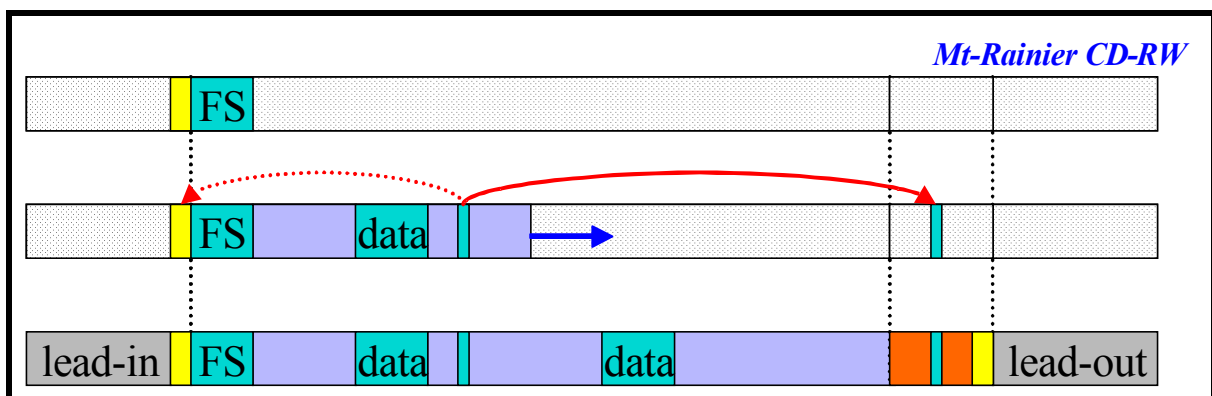 Mt-Rainier CD-RW
FS
FS data
lead-in FS data data lead-out